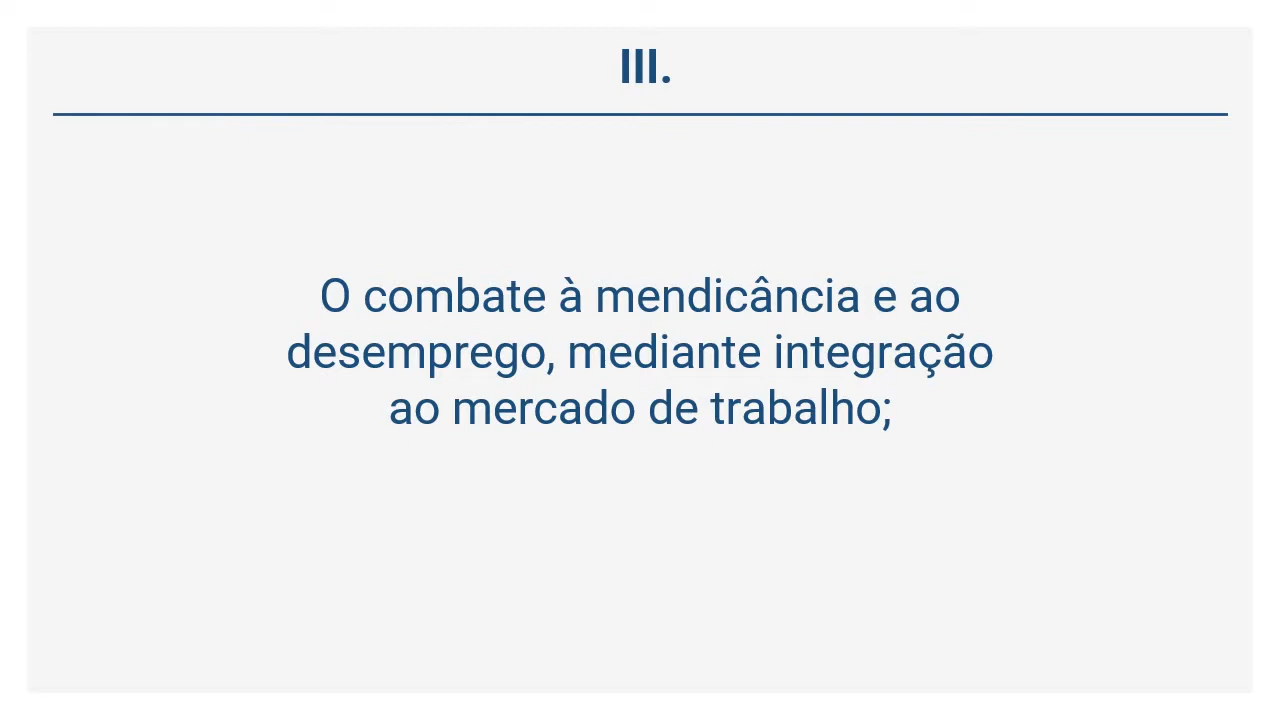 III.
O combate à mendicância e ao
desemprego, mediante integração
ao mercado de trabalho;